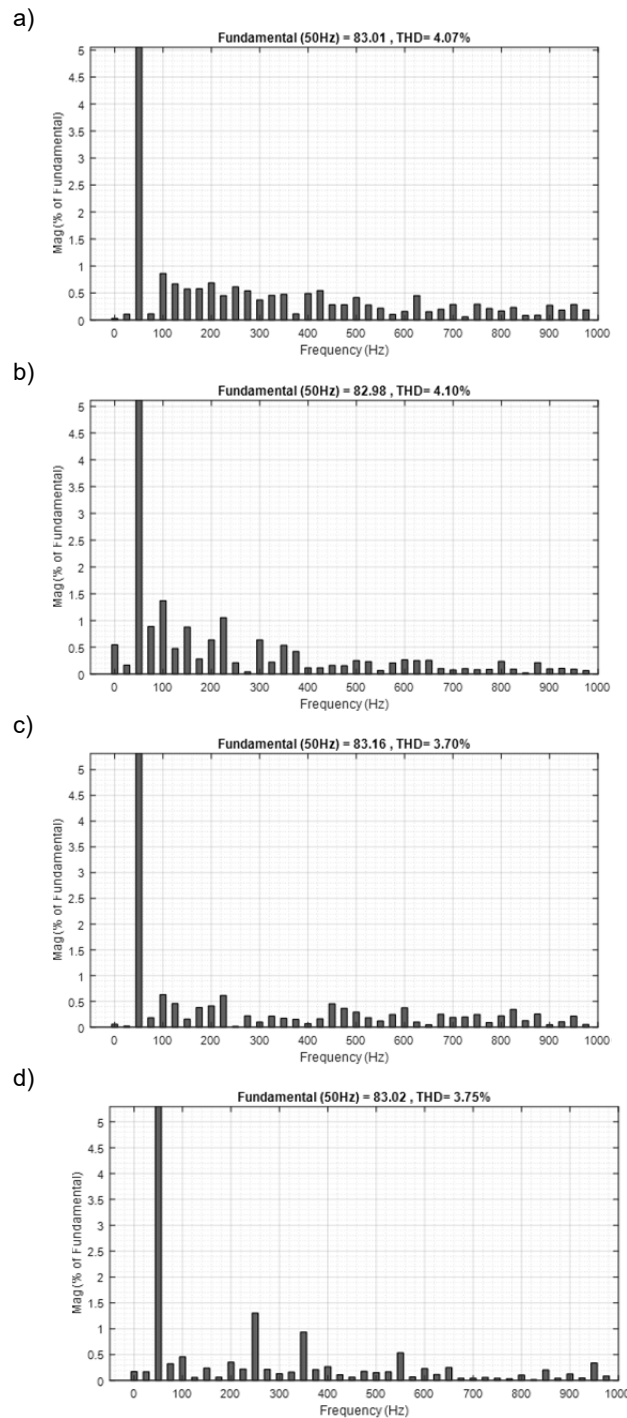 a)
Fundamental (50Hz) = 83.01 , THD= 4.07%
5
4.5
4
3.5
3
2.5
2
1.5
1
0.5
0
Mag (% of Fundamental)
0 100 200 300 400 500 600 700 800 900 1000
Frequency (Hz)
b)
Fundamental (50Hz) = 82.98 , THD= 4.10%
5
4.5
4
3.5
3
2.5
2
1.5
1
0.5
0
Mag (% of Fundamental)
0 100 200 300 400 500 600 700 800 900 1000
Frequency (Hz)
c)
Fundamental (50Hz) = 83.16 , THD= 3.70%
5
4.5
4
3.5
3
2.5
2
1.5
1
0.5
0
Mag (% of Fundamental)
0 100 200 300 400 500 600 700 800 900 1000
Frequency (Hz)
d)
Fundamental (50Hz) = 83.02 , THD= 3.75%
5
4.5
4
3.5
3
2.5
2
1.5
1
0.5
0
Mag (% of Fundamental)
0 100 200 300 400 500 600 700 800 900 1000
Frequency (Hz)